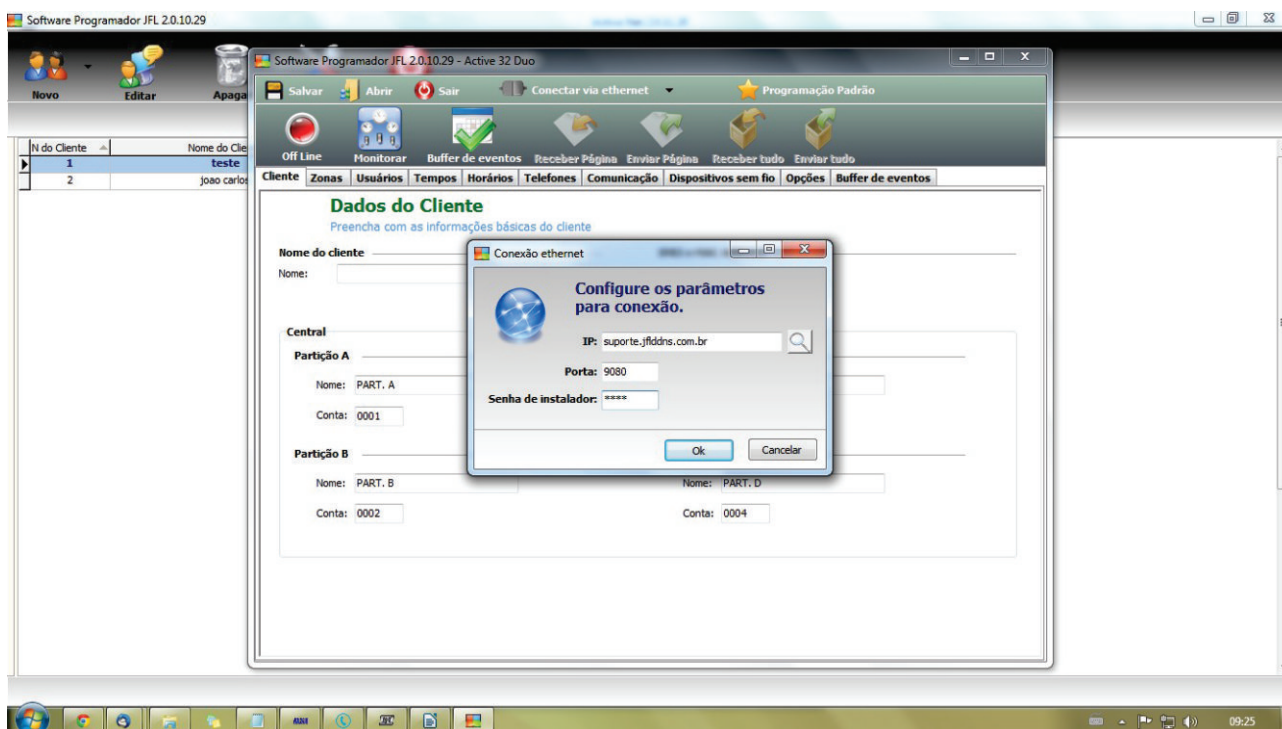 Software Programador JFL 2.0.10.29
Novo Editar Apaga
N do Cliente Nome do Clie
1 teste
2 joao carlos
Software Programador JFL 2.0.10.29 - Active 32 Duo
Salvar Abrir Sair Conectar via ethernet Programação Padrão
Off Line Monitorar Buffer de eventos Receber Página Enviar Página Receber tudo Enviar tudo
Cliente Zonas Usuários Tempos Horários Telefones Comunicação Dispositivos sem fio Opções Buffer de eventos
Dados do Cliente
Preencha com as informações básicas do cliente
Nome do cliente
Nome:
Central
Partição A
Nome: PART. A
Conta: 0001
Partição B
Nome: PART. B Nome: PART. D
Conta: 0002 Conta: 0004
Conexão ethernet
Configure os parâmetros
para conexão.
IP: suporte.jflddns.com.br
Porta: 9080
Senha de instalador: ****
Ok Cancelar
09:25